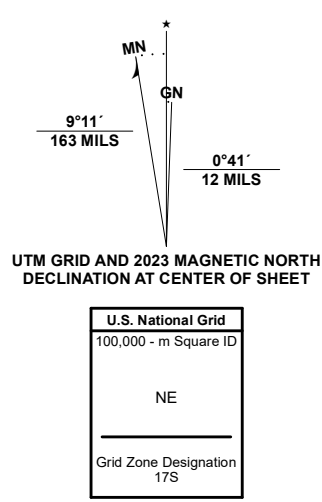 MN
GN
9°11´
163 MILS
0°41´
12 MILS
UTM GRID AND 2023 MAGNETIC NORTH
DECLINATION AT CENTER OF SHEET
U.S. National Grid
100,000 - m Square ID
NE
Grid Zone Designation
17S